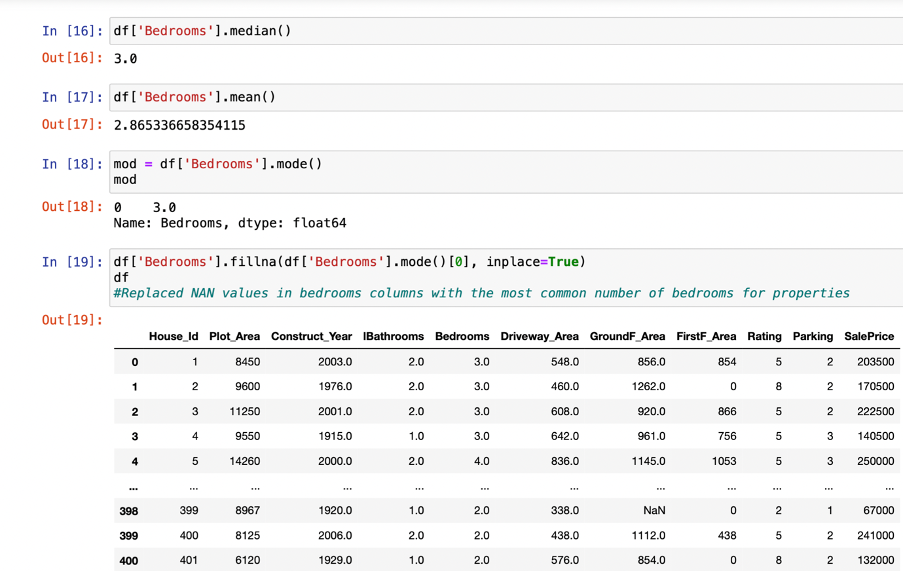 In [16]: df['Bedrooms'].median()
Out[16]: 3.0
In [17]: df['Bedrooms'].mean()
Out[17]: 2.865336658354115
In [18]: mod = df['Bedrooms'].mode()
mod
Out[18]: 0    3.0
Name: Bedrooms, dtype: float64
In [19]: df['Bedrooms'].fillna(df['Bedrooms'].mode()[0], inplace=True)
df
#Replaced NAN values in bedrooms columns with the most common number of bedrooms for properties
Out[19]:
House_Id Plot_Area Construct_Year lBathrooms Bedrooms Driveway_Area GroundF_Area FirstF_Area Rating Parking SalePrice
0 1 8450 2003.0 2.0 3.0 548.0 856.0 854 5 2 203500
1 2 9600 1976.0 2.0 3.0 460.0 1262.0 0 8 2 170500
2 3 11250 2001.0 2.0 3.0 608.0 920.0 866 5 2 222500
3 4 9550 1915.0 1.0 3.0 642.0 961.0 756 5 3 140500
4 5 14260 2000.0 2.0 4.0 836.0 1145.0 1053 5 3 250000
... ... ... ... ... ... ... ... ... ... ... ...
398 399 8967 1920.0 1.0 2.0 338.0 NaN 0 2 1 67000
399 400 8125 2006.0 2.0 2.0 438.0 1112.0 438 5 2 241000
400 401 6120 1929.0 1.0 2.0 576.0 854.0 0 8 2 132000